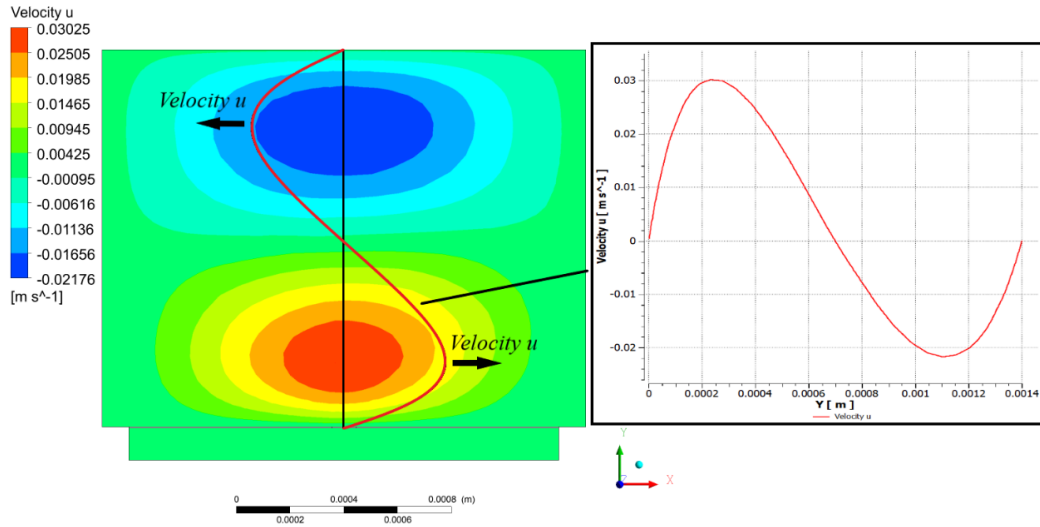 Velocity u
0.03025
0.02505
0.01985
0.01465
0.00945
0.00425
-0.00095
-0.00616
-0.01136
-0.01656
-0.02176
[m s^-1]
Velocity u
Velocity u
0 0.0004 0.0008 (m)
0.0002 0.0006
0.03
0.02
0.01
0
-0.01
-0.02
Velocity u [ m s^-1 ]
0 0.0002 0.0004 0.0006 0.0008 0.001 0.0012 0.0014
Y [ m ]
Velocity u
Y
Z
X